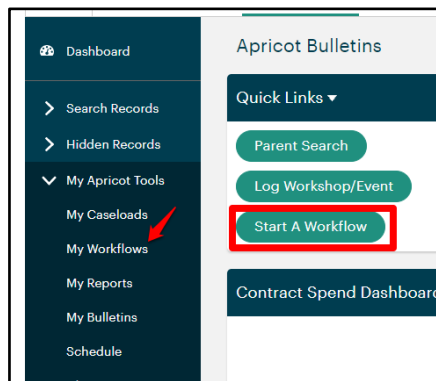 Dashboard
Search Records
Hidden Records
My Apricot Tools
My Caseloads
My Workflows
My Reports
My Bulletins
Schedule
Apricot Bulletins
Quick Links
Parent Search
Log Workshop/Event
Start A Workflow
Contract Spend Dashboard